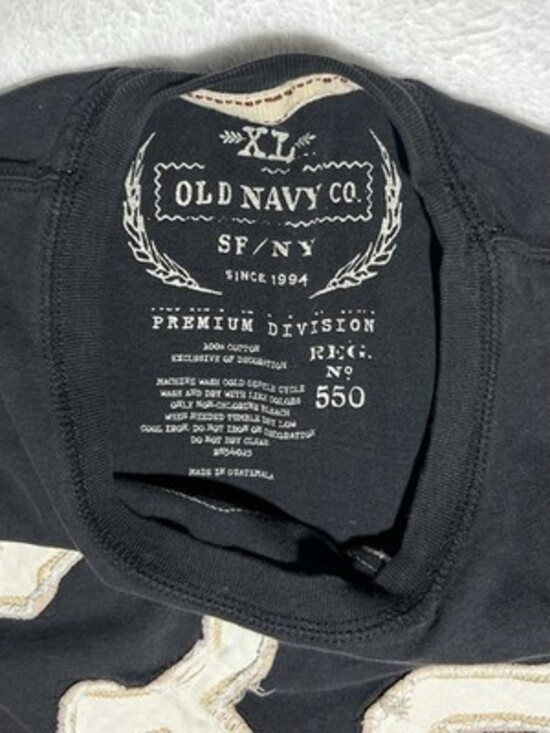 XL
OLD NAVY CO.
SF/NY
SINCE 1994
PREMIUM DIVISION
100% COTTON
EXCLUSIVE OF DECORATION
REG.
Nº
550
MACHINE WASH COLD GENTLE CYCLE
WASH AND DRY WITH LIKE COLORS
ONLY NON-CHLORINE BLEACH
WHEN NEEDED TUMBLE DRY LOW
COOL IRON. DO NOT IRON ON DECORATION
DO NOT DRY CLEAN
MADE IN GUATEMALA